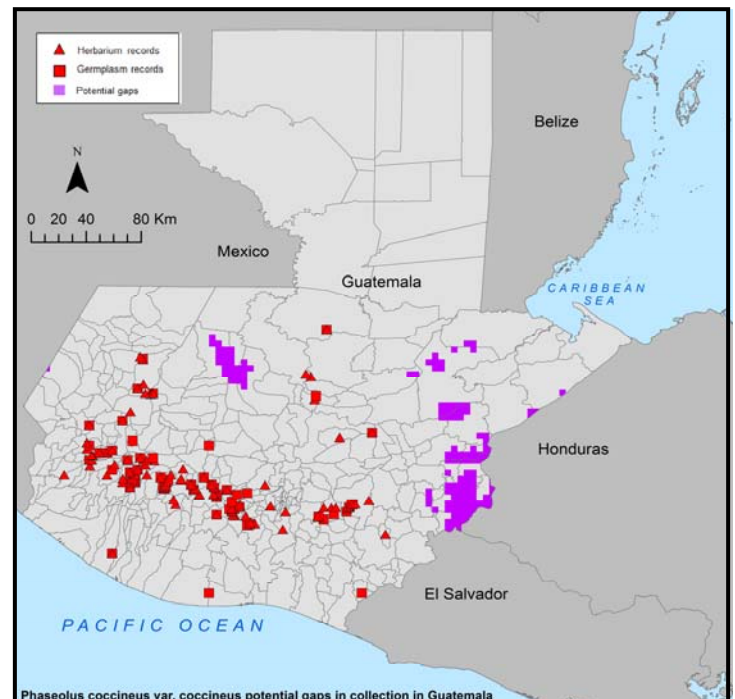 Herbarium records
Germplasm records
Potential gaps
N
0 20 40 80 Km
Belize
Mexico
Guatemala
CARIBBEAN
SEA
Honduras
El Salvador
PACIFIC OCEAN
Phaseolus coccineus var. coccineus potential gaps in collection in Guatemala